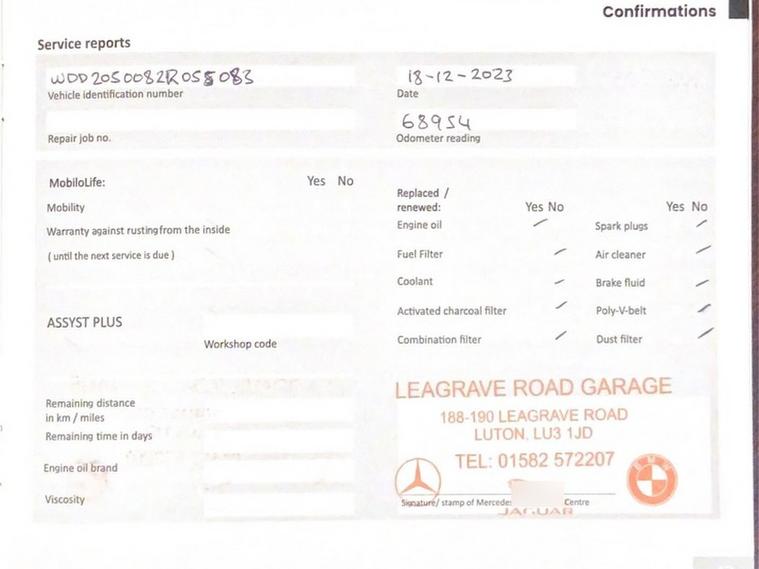 Confirmations
Service reports
WDD2050082R055083
Vehicle identification number
18-12-2023
Date
Repair job no.
68954
Odometer reading
MobiloLife:
Yes No
Mobility
Warranty against rusting from the inside
( until the next service is due )
Replaced /
renewed:
Yes No
Yes No
Engine oil
Spark plugs
Fuel Filter
Air cleaner
Coolant
Brake fluid
Activated charcoal filter
Poly-V-belt
Combination filter
Dust filter
ASSYST PLUS
Workshop code
Remaining distance
in km / miles
Remaining time in days
Engine oil brand
Viscosity
LEAGRAVE ROAD GARAGE
188-190 LEAGRAVE ROAD
LUTON, LU3 1JD
TEL: 01582 572207
BMW
Signature/ stamp of Mercedes Centre
JAGUAR